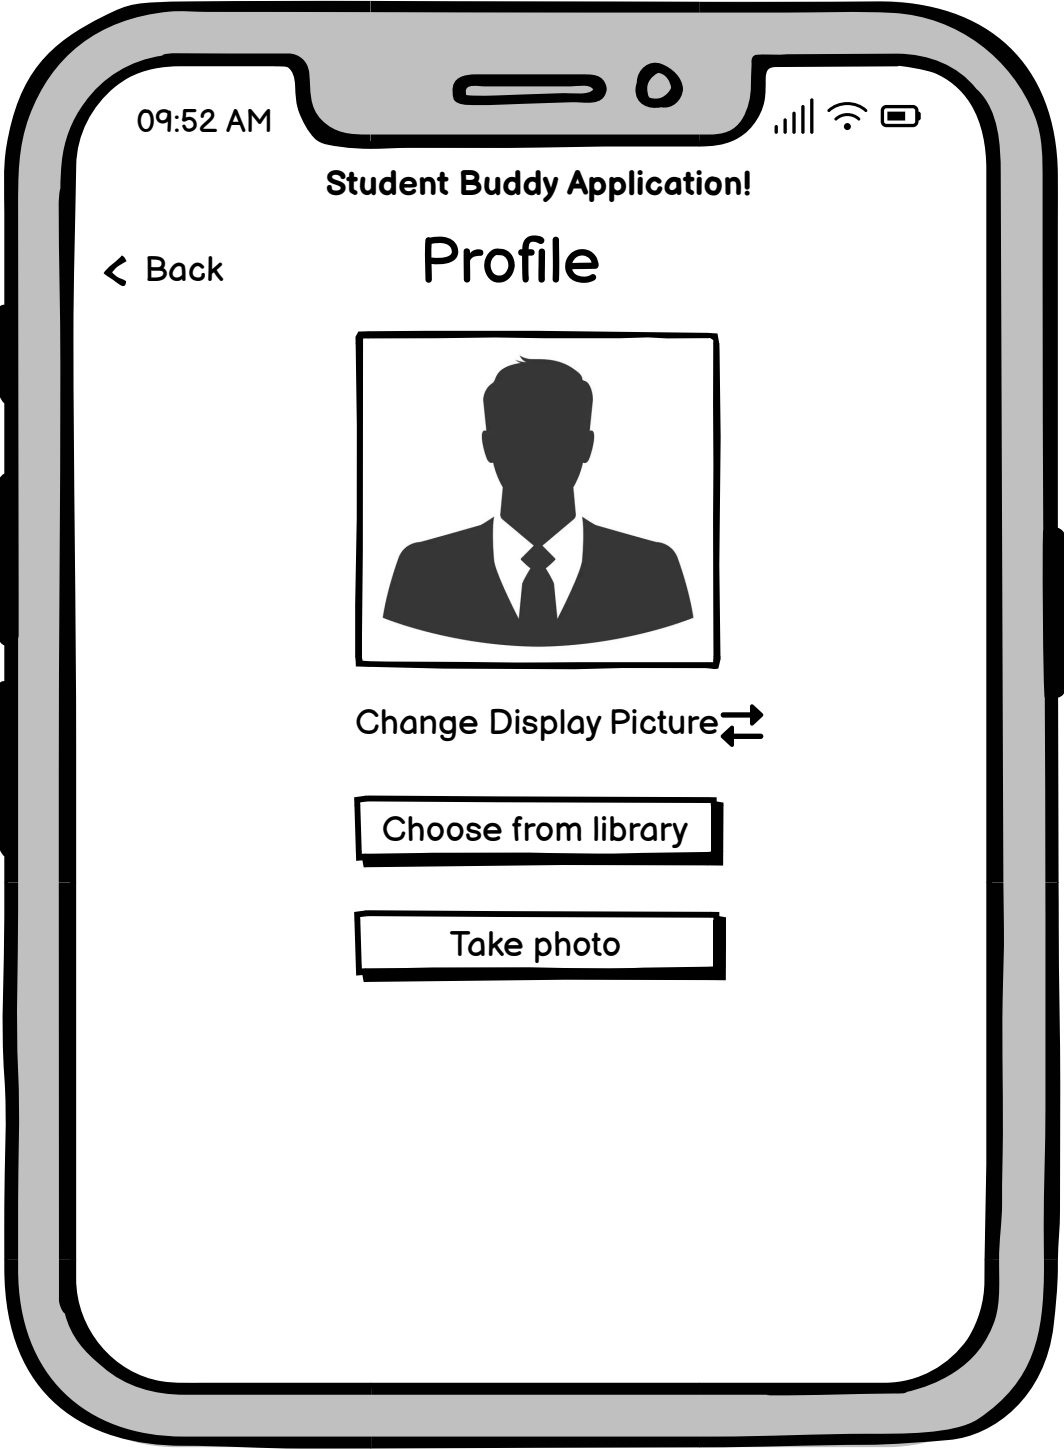 09:52 AM
Student Buddy Application!
Back
Profile
Change Display Picture
Choose from library
Take photo